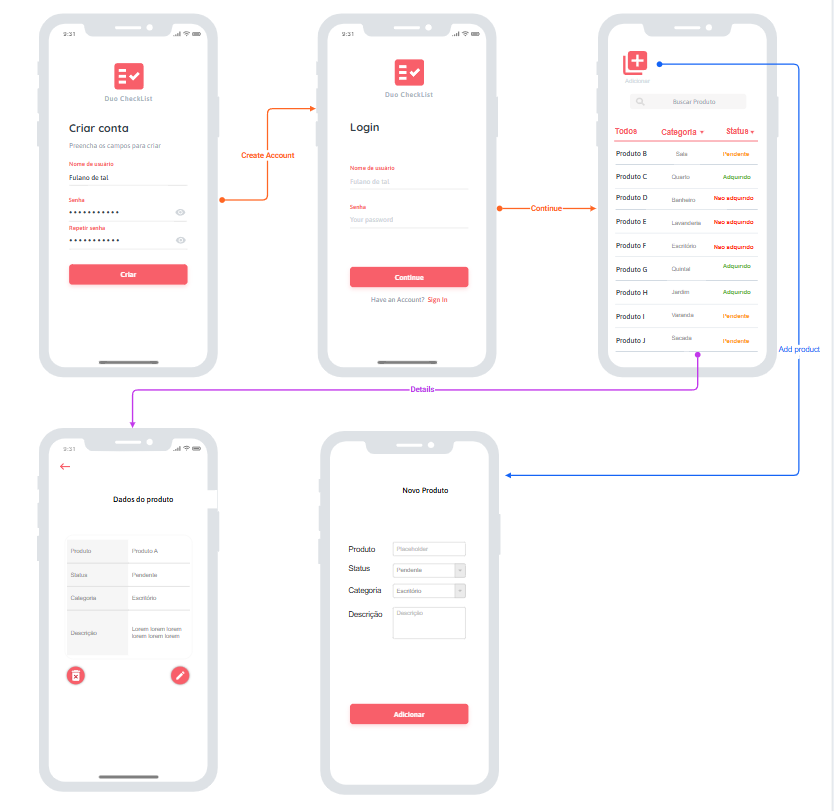 9:31
Duo CheckList
Criar conta
Preencha os campos para criar
Nome de usuário
Fulano de tal
Senha
Repetir senha
Criar
Create Account
9:31
Duo CheckList
Login
Nome de usuário
Fulano de tal
Senha
Your password
Continue
Have an Account? Sign in
Continue
Adicionar
Buscar Produto
Todos Categoria Status
Produto B Sala Pendente
Produto C Quarto Adquirido
Produto D Banheiro Nao adquirido
Produto E Lavanderia Nao adquirido
Produto F Escritório Nao adquirido
Produto G Quintal Adquirido
Produto H Jardim Adquirido
Produto I Varanda Pendente
Produto J Sacada Pendente
Add product
Details
9:31
Dados do produto
Produto Produto A
Status Pendente
Categoria Escritório
Descrição Lorem lorem lorem
lorem lorem lorem
Novo Produto
Produto Placeholder
Status Pendente
Categoria Escritório
Descrição Descrição
Adicionar